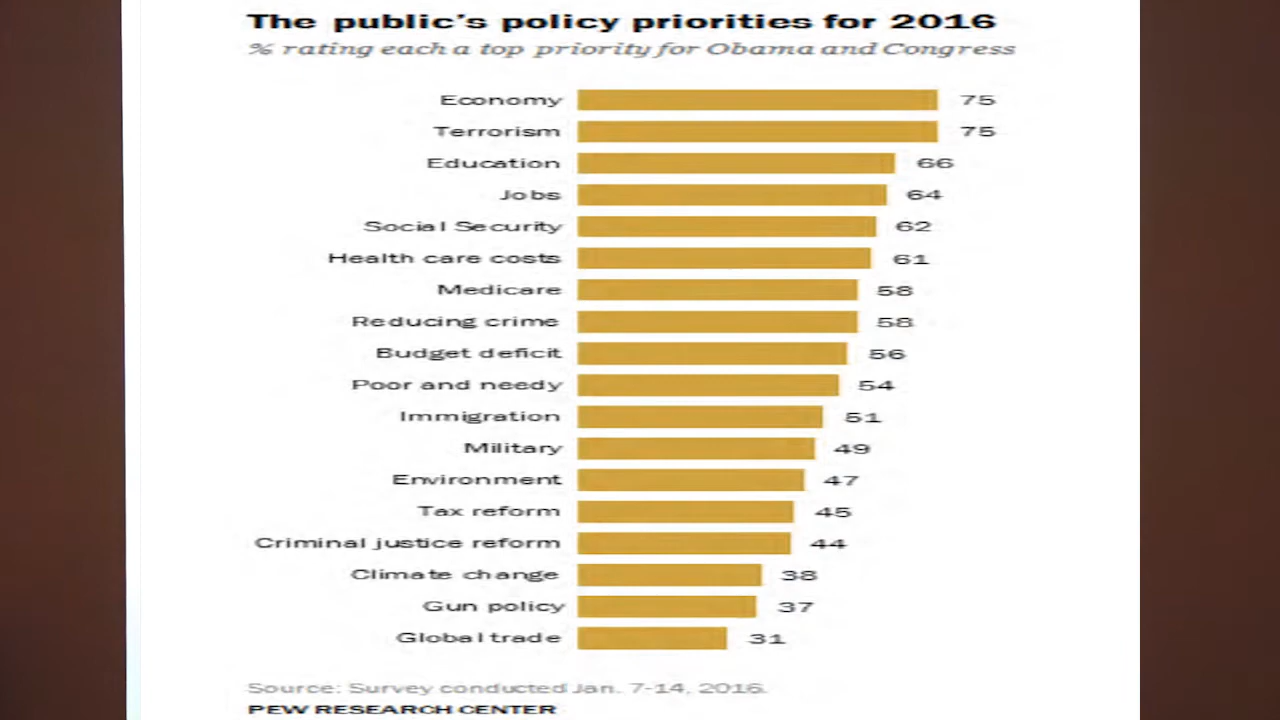 The public's policy priorities for 2016
% rating each a top priority for Obama and Congress
Economy 75
Terrorism 75
Education 66
Jobs 64
Social Security 62
Health care costs 61
Medicare 58
Reducing crime 58
Budget deficit 56
Poor and needy 54
Immigration 51
Military 49
Environment 47
Tax reform 45
Criminal justice reform 44
Climate change 38
Gun policy 37
Global trade 31
Source: Survey conducted Jan. 7-14, 2016.
PEW RESEARCH CENTER